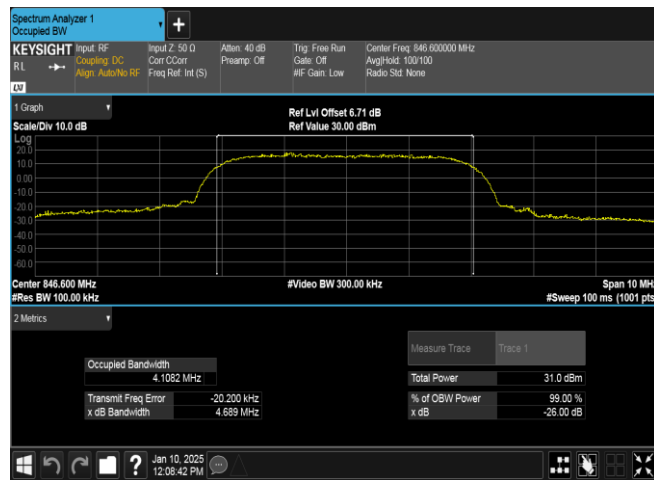 Spectrum Analyzer 1
Occupied BW
+
KEYSIGHT Input: RF Input Z: 50 Ω Atten: 40 dB Trig: Free Run Center Freq: 846.600000 MHz
RL Coupling: DC Corr CCorr Preamp: Off Gate: Off Avg|Hold: 100/100
Align: Auto/No RF Freq Ref: Int (S) #IF Gain: Low Radio Std: None
LXI
1 Graph
Ref Lvl Offset 6.71 dB
Scale/Div 10.0 dB Ref Value 30.00 dBm
Log
20.0
10.0
0.00
-10.0
-20.0
-30.0
-40.0
-50.0
-60.0
Center 846.600 MHz #Video BW 300.00 kHz Span 10 MHz
#Res BW 100.00 kHz #Sweep 100 ms (1001 pts
2 Metrics
Measure Trace Trace 1
Occupied Bandwidth
4.1082 MHz
Total Power 31.0 dBm
Transmit Freq Error -20.200 kHz % of OBW Power 99.00 %
x dB Bandwidth 4.689 MHz x dB -26.00 dB
?
Jan 10, 2025
12:08:42 PM